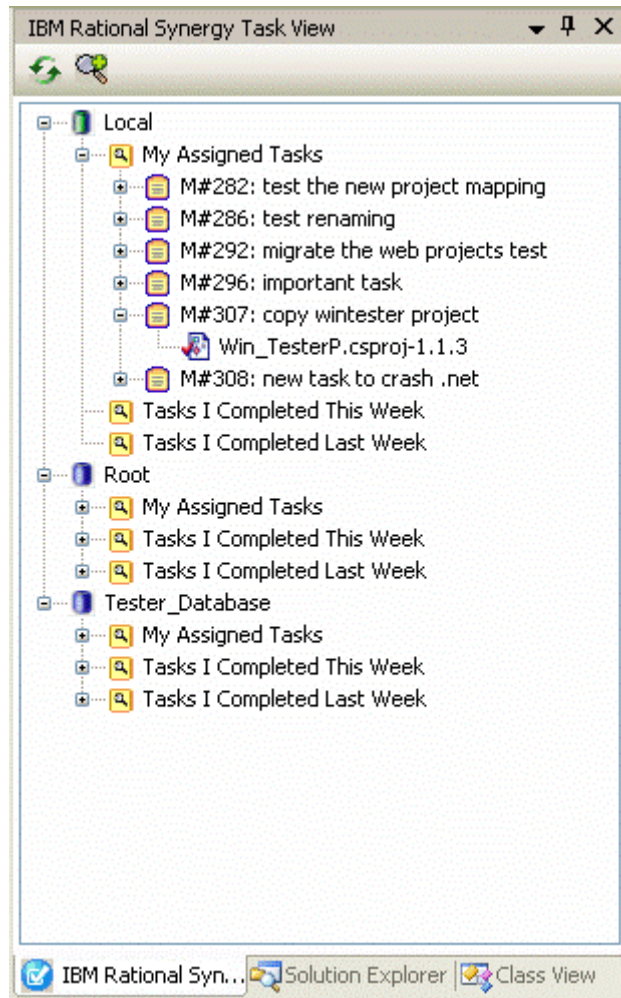 IBM Rational Synergy Task View
Local
My Assigned Tasks
M#282: test the new project mapping
M#286: test renaming
M#292: migrate the web projects test
M#296: important task
M#307: copy wintester project
Win_TesterP.csproj-1.1.3
M#308: new task to crash .net
Tasks I Completed This Week
Tasks I Completed Last Week
Root
My Assigned Tasks
Tasks I Completed This Week
Tasks I Completed Last Week
Tester_Database
My Assigned Tasks
Tasks I Completed This Week
Tasks I Completed Last Week
IBM Rational Syn... Solution Explorer Class View